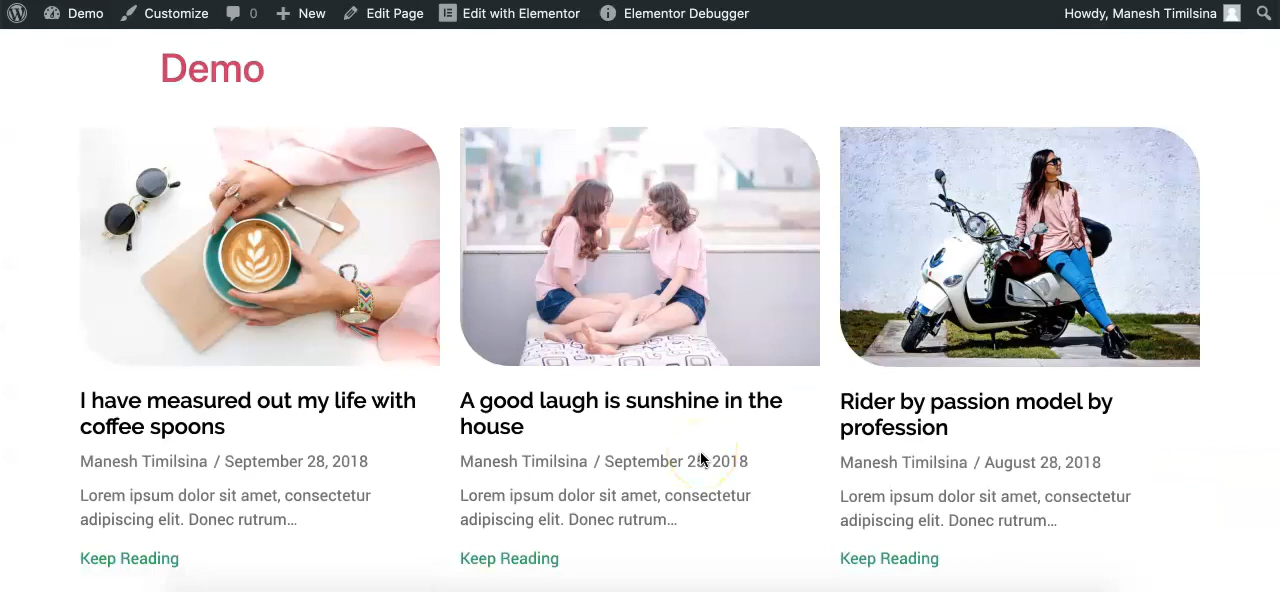 Demo Customize 0 New Edit Page Edit with Elementor Elementor Debugger Howdy, Manesh Timilsina
Demo
I have measured out my life with
coffee spoons
Manesh Timilsina / September 28, 2018
Lorem ipsum dolor sit amet, consectetur
adipiscing elit. Donec rutrum…
Keep Reading
A good laugh is sunshine in the
house
Manesh Timilsina / September 25, 2018
Lorem ipsum dolor sit amet, consectetur
adipiscing elit. Donec rutrum…
Keep Reading
Rider by passion model by
profession
Manesh Timilsina / August 28, 2018
Lorem ipsum dolor sit amet, consectetur
adipiscing elit. Donec rutrum…
Keep Reading